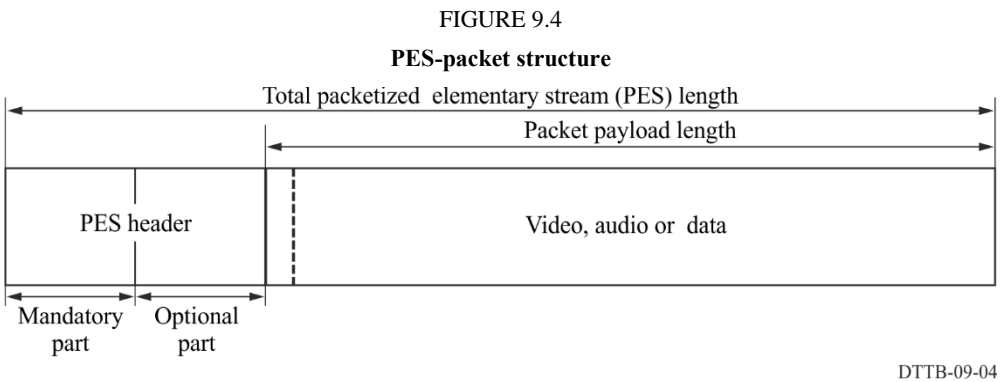 FIGURE 9.4
PES-packet structure
Total packetized elementary stream (PES) length
Packet payload length
PES header
Video, audio or data
Mandatory
part
Optional
part
DTTB-09-04